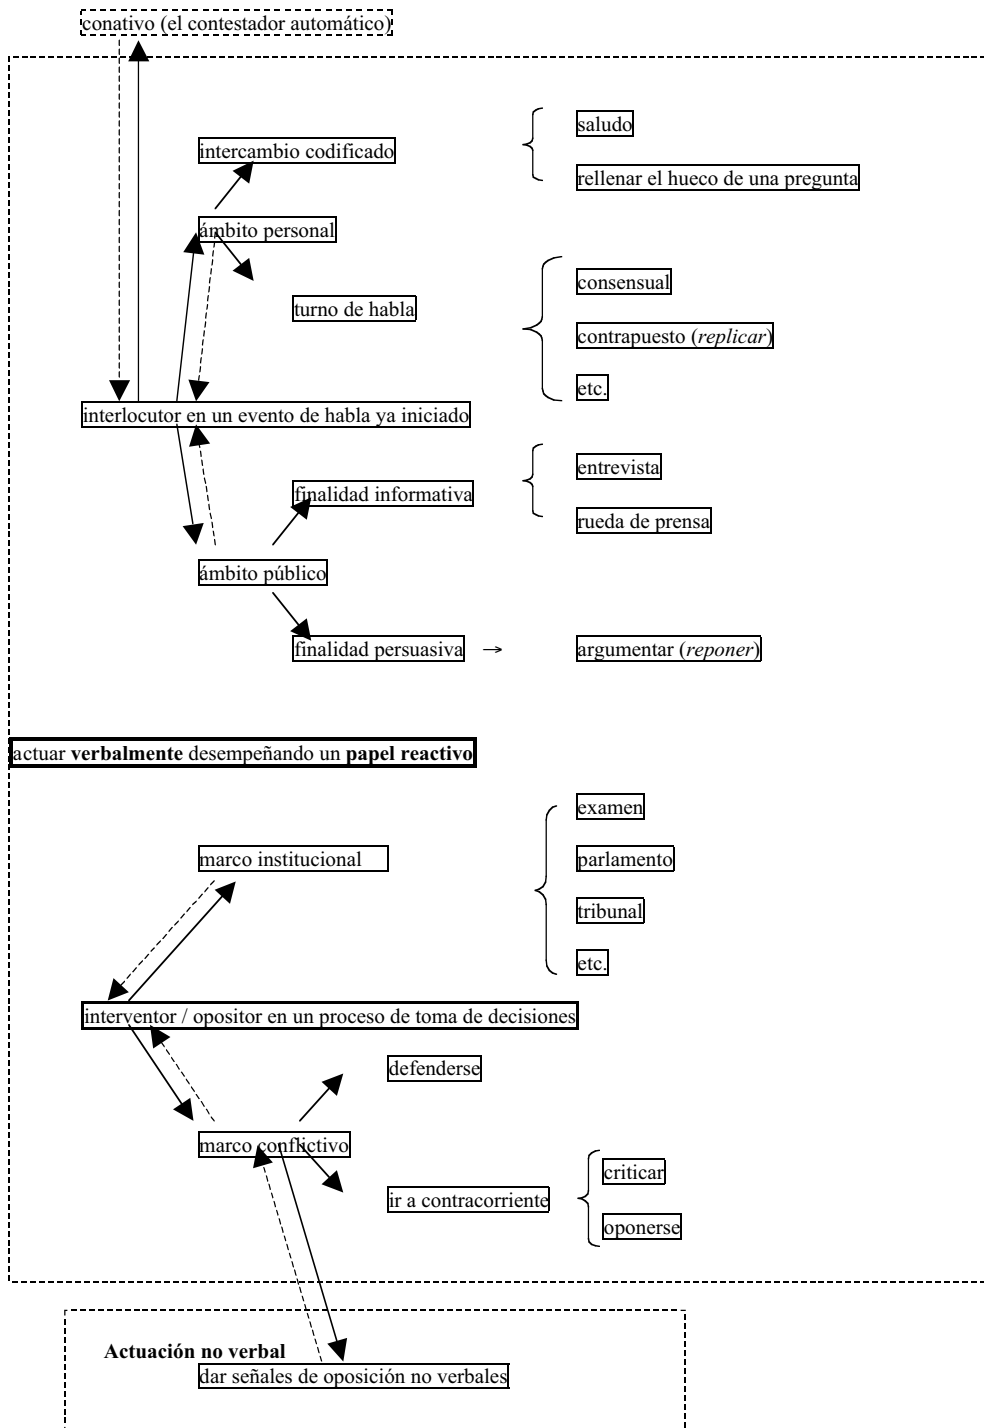 conativo (el contestador automático)
saludo
intercambio codificado
rellenar el hueco de una pregunta
ámbito personal
consensual
turno de habla
contrapuesto (replicar)
etc.
interlocutor en un evento de habla ya iniciado
entrevista
finalidad informativa
rueda de prensa
ámbito público
finalidad persuasiva →
argumentar (reponer)
actuar verbalmente desempeñando un papel reactivo
examen
marco institucional
parlamento
tribunal
etc.
interventor / opositor en un proceso de toma de decisiones
defenderse
marco conflictivo
criticar
ir a contracorriente
oponerse
Actuación no verbal
dar señales de oposición no verbales